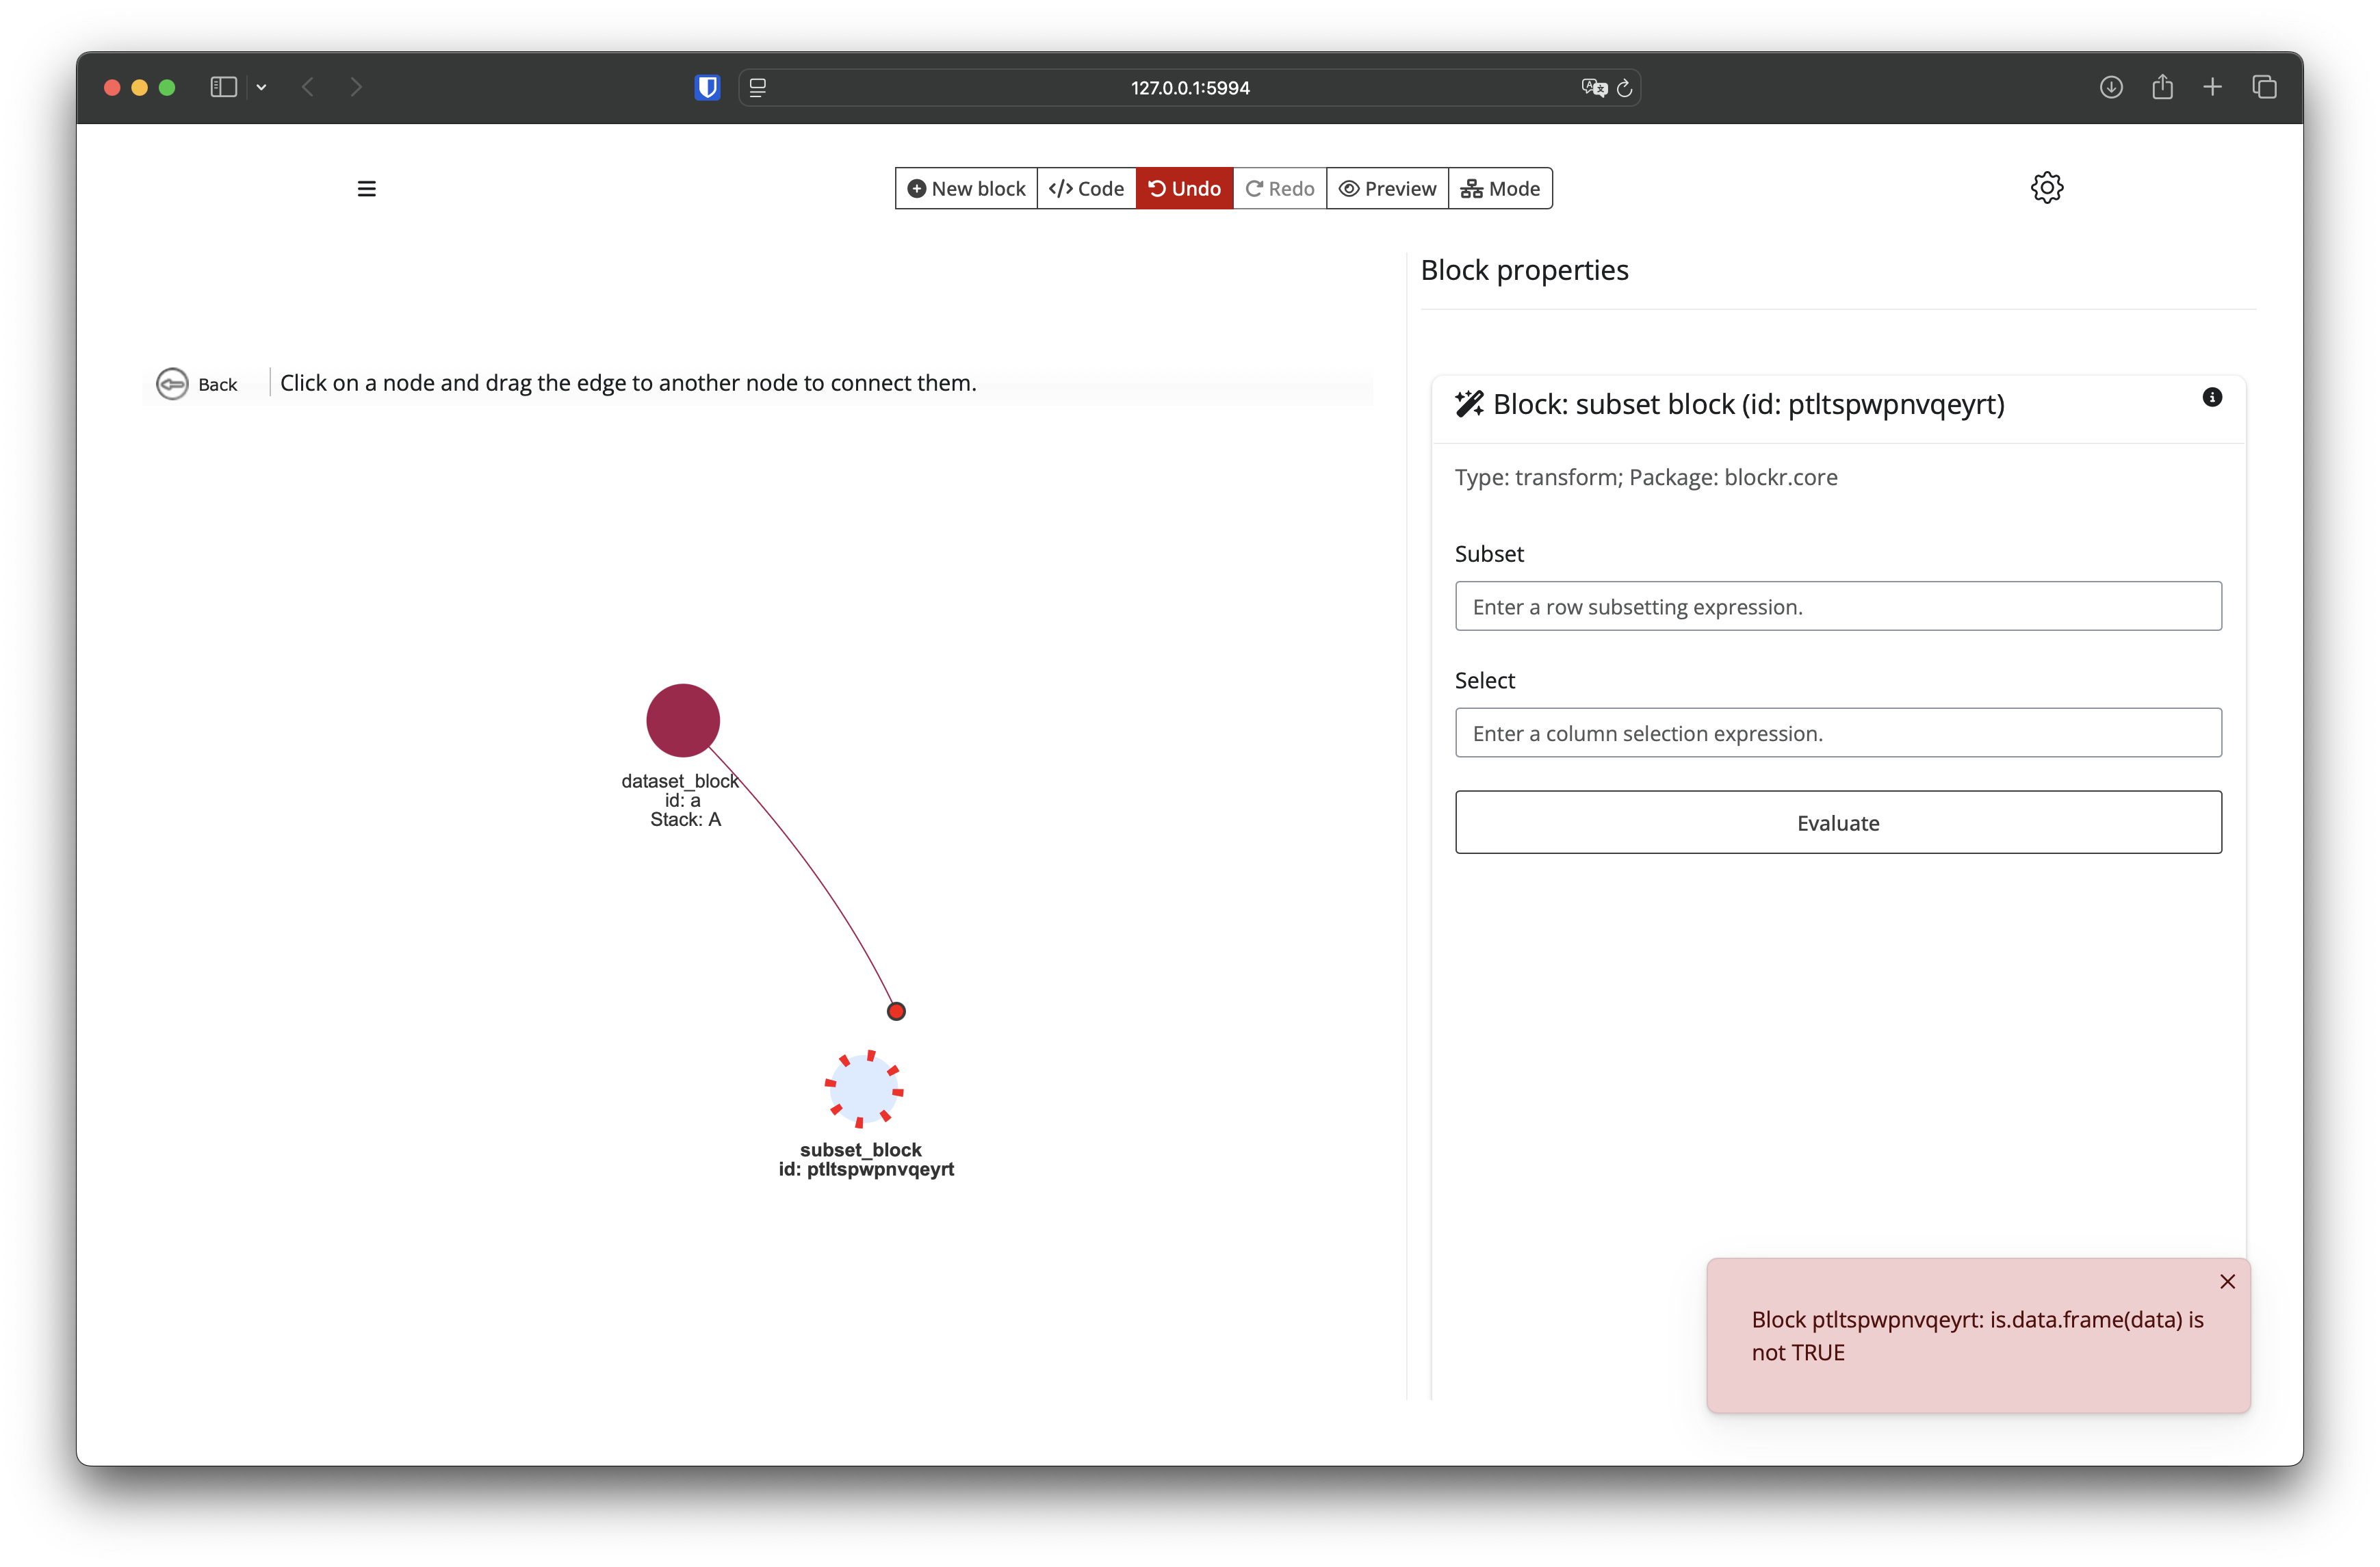 127.0.0.1:5994
New block
Code
Undo
Redo
Preview
Mode
Block properties
Back
Click on a node and drag the edge to another node to connect them.
Block: subset block (id: ptltspwpnvqeyrt)
Type: transform; Package: blockr.core
Subset
Enter a row subsetting expression.
Select
Enter a column selection expression.
Evaluate
dataset_block
id: a
Stack: A
subset_block
id: ptltspwpnvqeyrt
Block ptltspwpnvqeyrt: is.data.frame(data) is
not TRUE